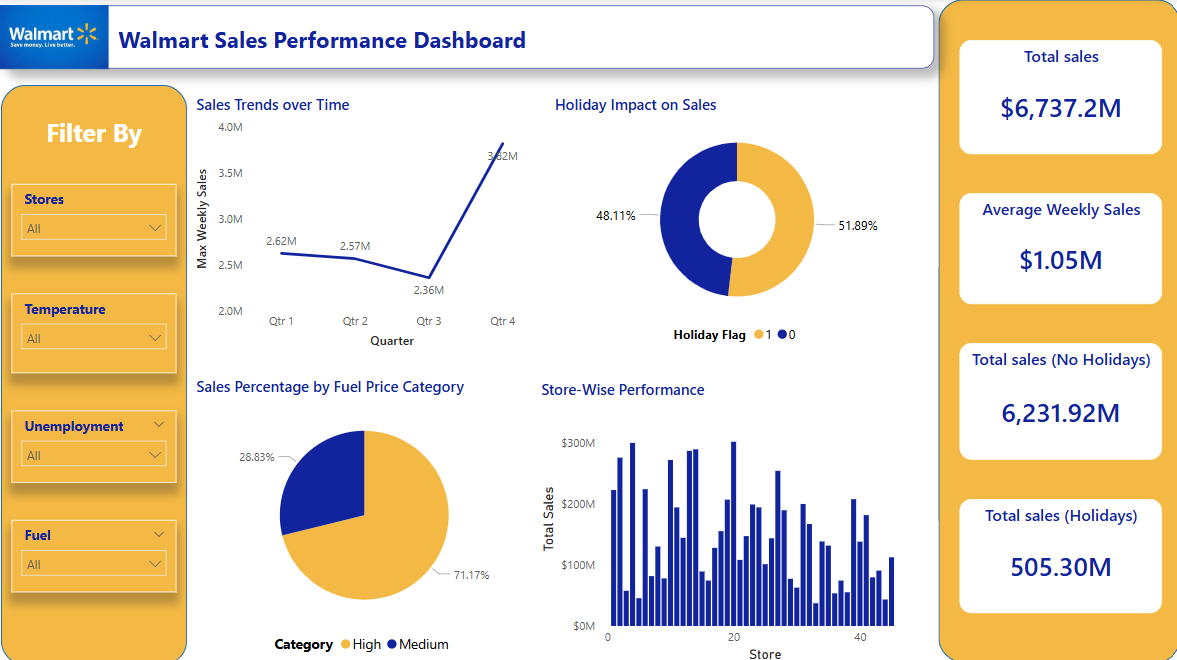 Walmart
Save money. Live better.
Walmart Sales Performance Dashboard
Filter By
Stores
All
Temperature
All
Unemployment
All
Fuel
All
Sales Trends over Time
4.0M
3.5M
3.0M
2.5M
2.0M
Max Weekly Sales
2.62M
2.57M
2.36M
3.82M
Qtr 1 Qtr 2 Qtr 3 Qtr 4
Quarter
Holiday Impact on Sales
48.11%
51.89%
Holiday Flag 1 0
Sales Percentage by Fuel Price Category
28.83%
71.17%
Category High Medium
Store-Wise Performance
$300M
$200M
$100M
$0M
Total Sales
0 20 40
Store
Total sales
$6,737.2M
Average Weekly Sales
$1.05M
Total sales (No Holidays)
6,231.92M
Total sales (Holidays)
505.30M